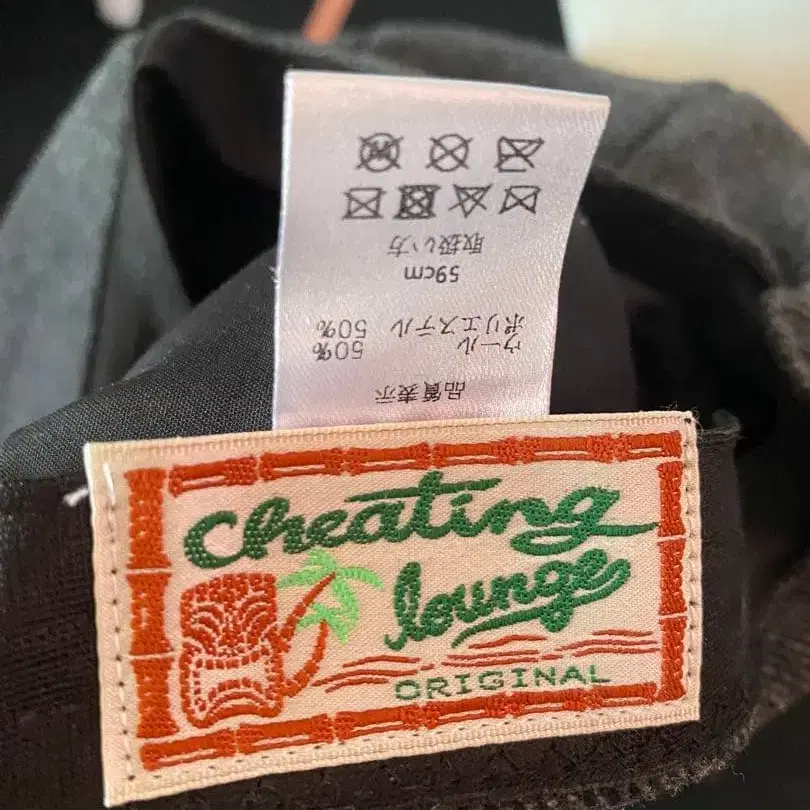 品質表示
ウール 50%
ポリエステル 50%
59cm
取扱い方
cheating
lounge
ORIGINAL